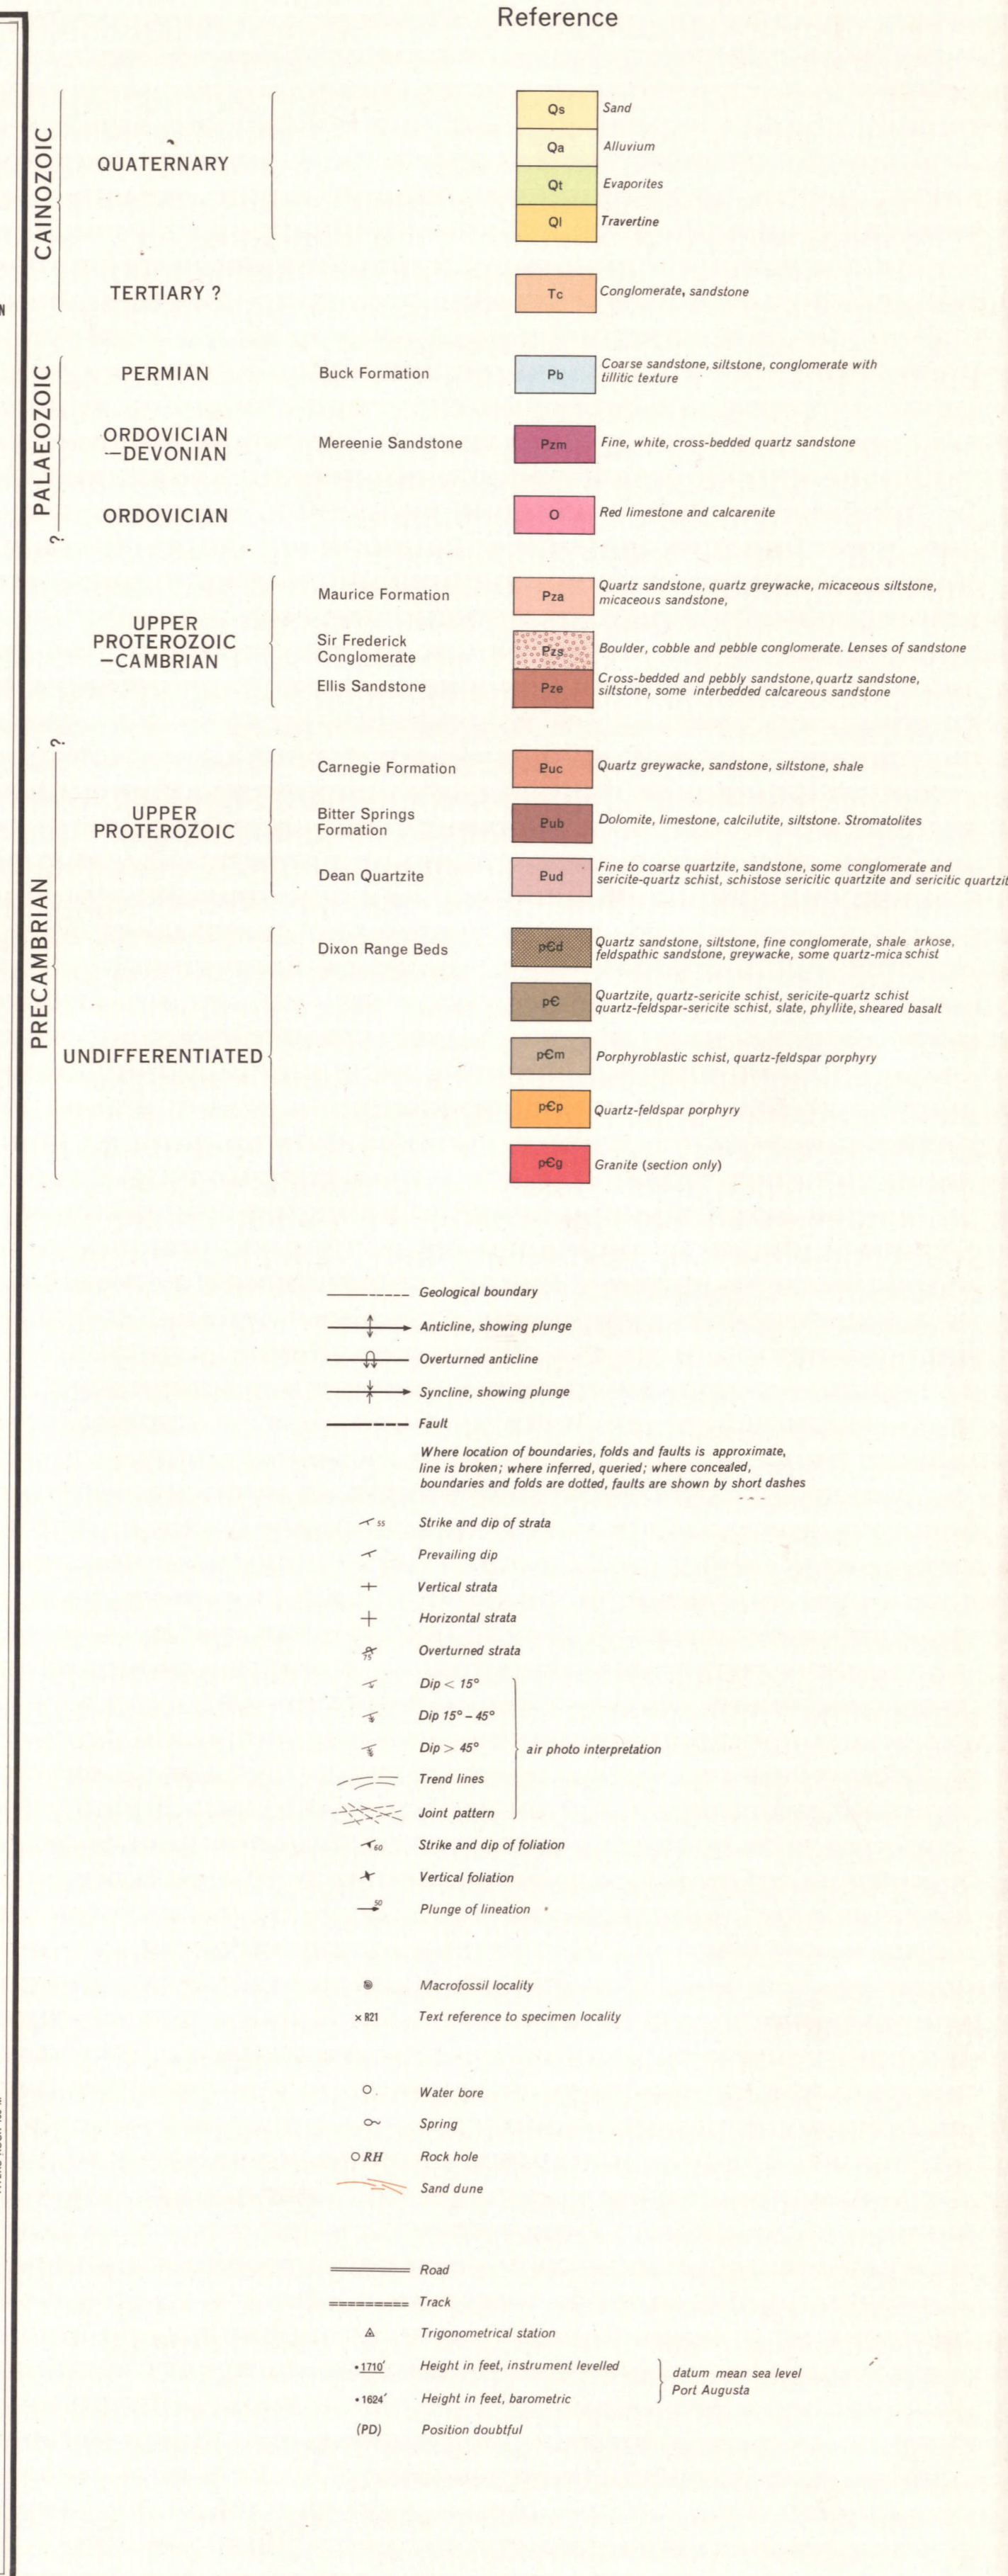 Reference
CAINOZOIC
QUATERNARY
Qs Sand
Qa Alluvium
Qt Evaporites
Ql Travertine
TERTIARY ?
Tc Conglomerate, sandstone
PALAEOZOIC
?
PERMIAN
Buck Formation
Pb Coarse sandstone, siltstone, conglomerate with
tillitic texture
ORDOVICIAN
—DEVONIAN
Mereenie Sandstone
Pzm Fine, white, cross-bedded quartz sandstone
ORDOVICIAN
O Red limestone and calcarenite
UPPER
PROTEROZOIC
—CAMBRIAN
Maurice Formation
Pza Quartz sandstone, quartz greywacke, micaceous siltstone,
micaceous sandstone,
Sir Frederick
Conglomerate
Pzs Boulder, cobble and pebble conglomerate. Lenses of sandstone
Ellis Sandstone
Pze Cross-bedded and pebbly sandstone, quartz sandstone,
siltstone, some interbedded calcareous sandstone
?
PRECAMBRIAN
UPPER
PROTEROZOIC
Carnegie Formation
Puc Quartz greywacke, sandstone, siltstone, shale
Bitter Springs
Formation
Pub Dolomite, limestone, calcilutite, siltstone. Stromatolites
Dean Quartzite
Pud Fine to coarse quartzite, sandstone, some conglomerate and
sericite-quartz schist, schistose sericitic quartzite and sericitic quartzit
UNDIFFERENTIATED
Dixon Range Beds
p€d Quartz sandstone, siltstone, fine conglomerate, shale arkose,
feldspathic sandstone, greywacke, some quartz-mica schist
p€ Quartzite, quartz-sericite schist, sericite-quartz schist
quartz-feldspar-sericite schist, slate, phyllite, sheared basalt
p€m Porphyroblastic schist, quartz-feldspar porphyry
p€p Quartz-feldspar porphyry
p€g Granite (section only)
Geological boundary
Anticline, showing plunge
Overturned anticline
Syncline, showing plunge
Fault
Where location of boundaries, folds and faults is approximate,
line is broken; where inferred, queried; where concealed,
boundaries and folds are dotted, faults are shown by short dashes
55 Strike and dip of strata
Prevailing dip
Vertical strata
Horizontal strata
75 Overturned strata
Dip < 15°
Dip 15° – 45°
Dip > 45°
air photo interpretation
Trend lines
Joint pattern
60 Strike and dip of foliation
Vertical foliation
50 Plunge of lineation
Macrofossil locality
× R21 Text reference to specimen locality
Water bore
Spring
RH Rock hole
Sand dune
Road
Track
Trigonometrical station
•1710′ Height in feet, instrument levelled
•1624′ Height in feet, barometric
datum mean sea level
Port Augusta
(PD) Position doubtful